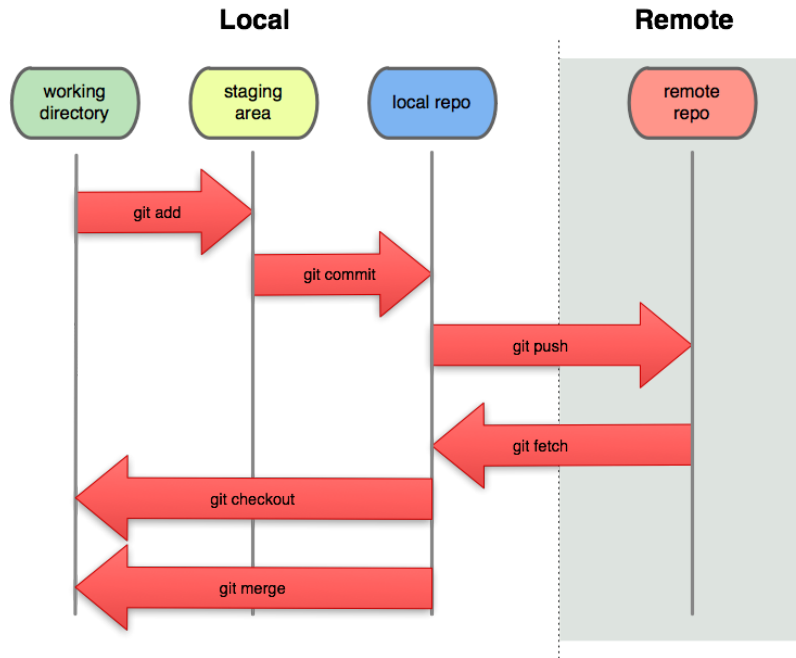 Local
Remote
working
directory
staging
area
local repo
remote
repo
git add
git commit
git push
git fetch
git checkout
git merge